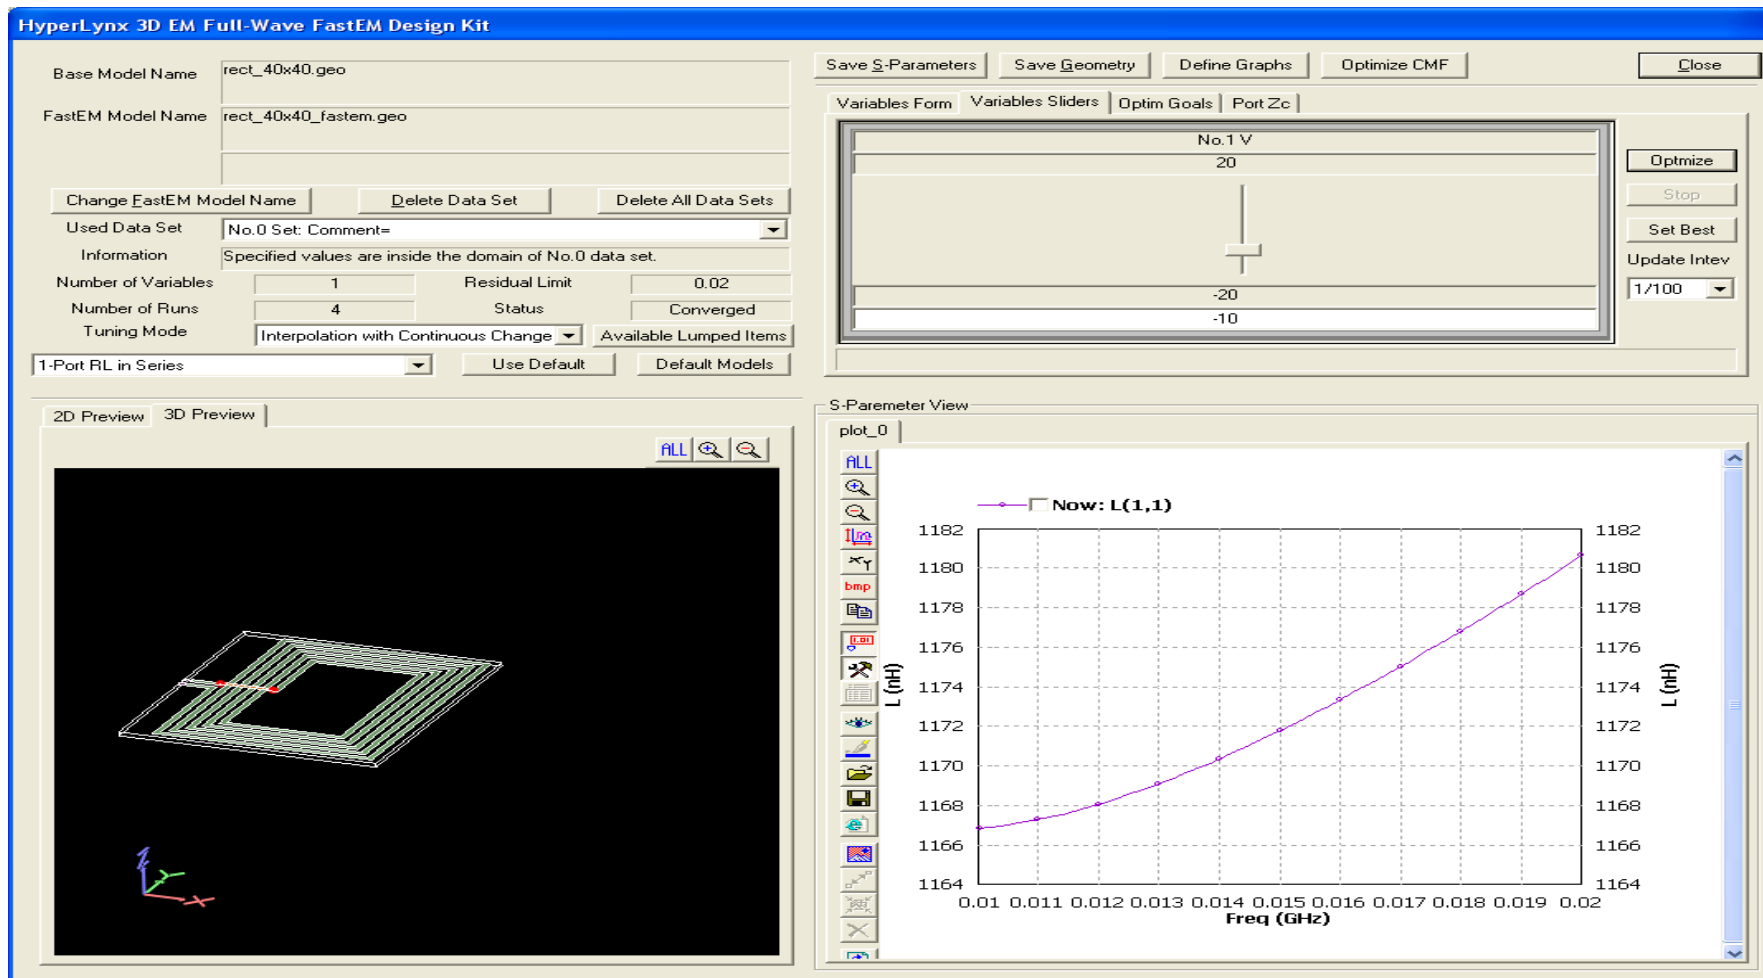 HyperLynx 3D EM Full-Wave FastEM Design Kit
Base Model Name
rect_40x40.geo
FastEM Model Name
rect_40x40_fastem.geo
Change FastEM Model Name
Delete Data Set
Delete All Data Sets
Used Data Set
No.0 Set: Comment=
Information
Specified values are inside the domain of No.0 data set.
Number of Variables
1
Residual Limit
0.02
Number of Runs
4
Status
Converged
Tuning Mode
Interpolation with Continuous Change
Available Lumped Items
1-Port RL in Series
Use Default
Default Models
Save S-Parameters
Save Geometry
Define Graphs
Optimize CMF
Close
Variables Form
Variables Sliders
Optim Goals
Port Zc
No.1 V
20
-20
-10
Optmize
Stop
Set Best
Update Intev
1/100
2D Preview
3D Preview
ALL
Z
Y
X
S-Paremeter View
plot_0
ALL
XY
bmp
1.01
Now: L(1,1)
1182
1180
1178
1176
1174
1172
1170
1168
1166
1164
L (nH)
1182
1180
1178
1176
1174
1172
1170
1168
1166
1164
L (nH)
0.01 0.011 0.012 0.013 0.014 0.015 0.016 0.017 0.018 0.019 0.02
Freq (GHz)